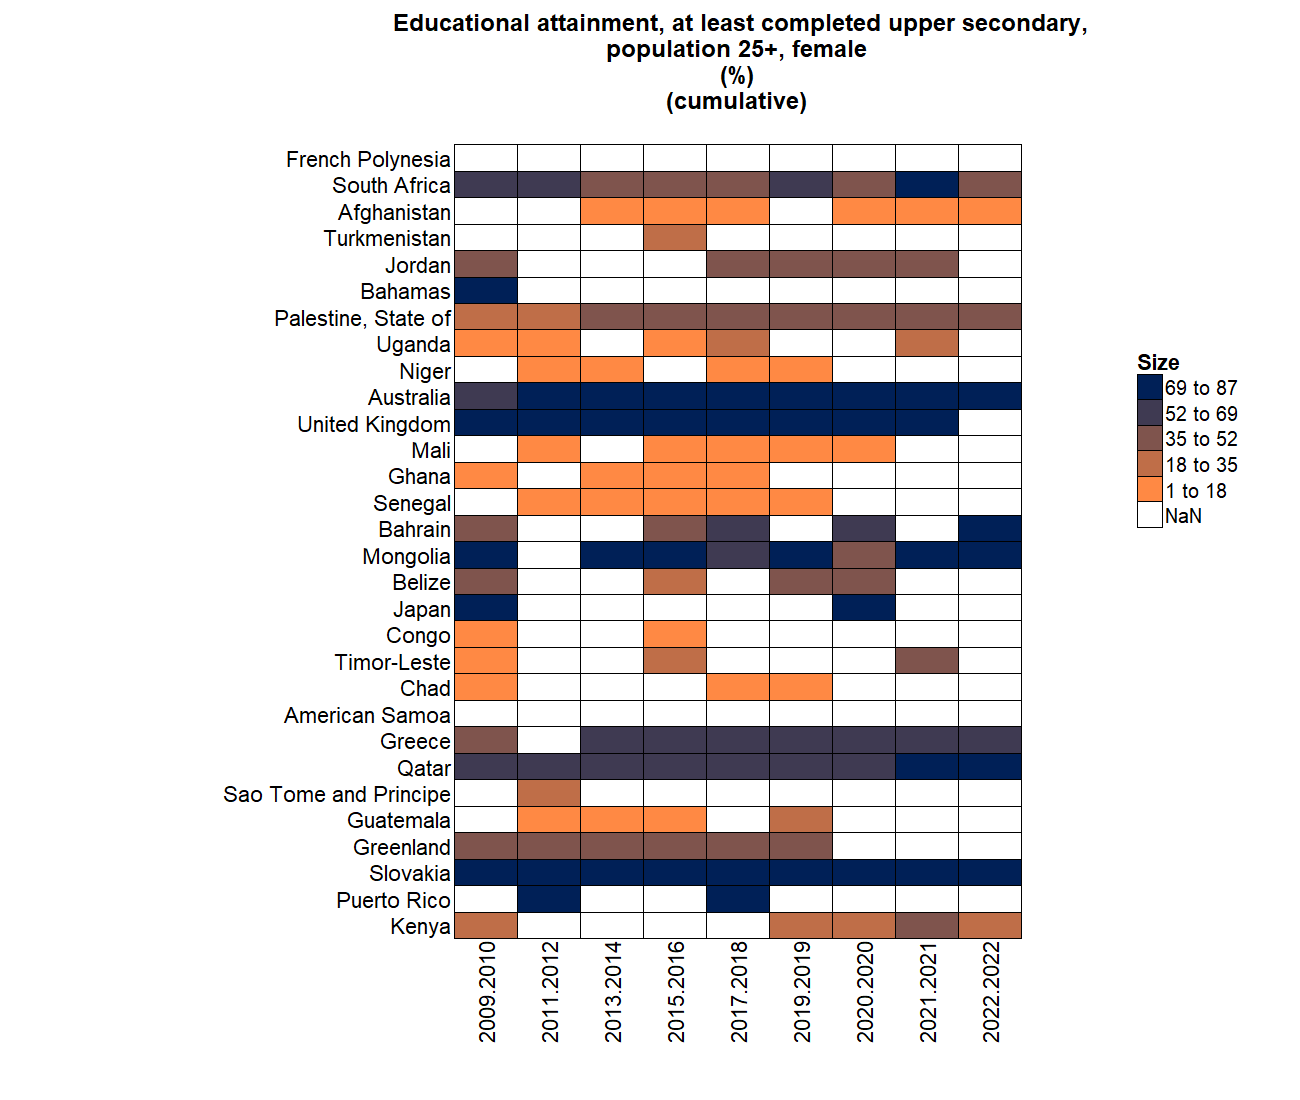 Educational attainment, at least completed upper secondary,
population 25+, female
(%)
(cumulative)
French Polynesia
South Africa
Afghanistan
Turkmenistan
Jordan
Bahamas
Palestine, State of
Uganda
Niger
Australia
United Kingdom
Mali
Ghana
Senegal
Bahrain
Mongolia
Belize
Japan
Congo
Timor-Leste
Chad
American Samoa
Greece
Qatar
Sao Tome and Principe
Guatemala
Greenland
Slovakia
Puerto Rico
Kenya
2009.2010
2011.2012
2013.2014
2015.2016
2017.2018
2019.2019
2020.2020
2021.2021
2022.2022
Size
69 to 87
52 to 69
35 to 52
18 to 35
1 to 18
NaN